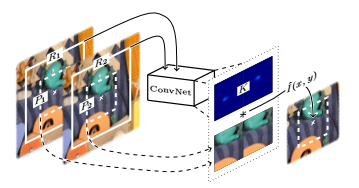 R₁
R₂
P₁
P₂
ConvNet
K
*
Î(x, y)